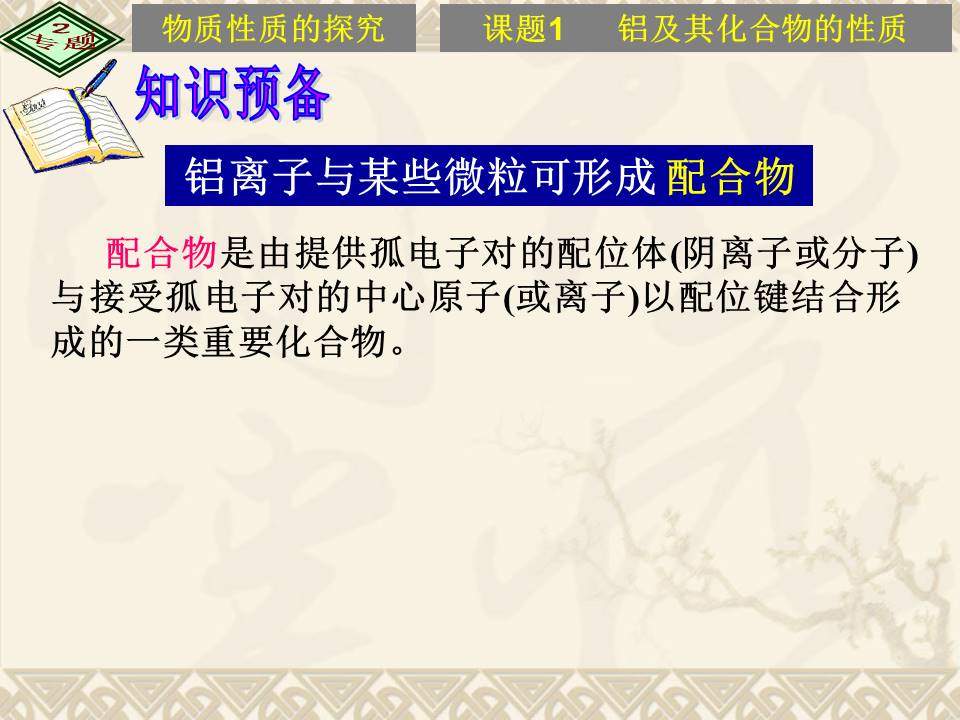 2
专题
物质性质的探究
课题1 铝及其化合物的性质
知识预备
铝离子与某些微粒可形成配合物
配合物是由提供孤电子对的配位体(阴离子或分子)
与接受孤电子对的中心原子(或离子)以配位键结合形
成的一类重要化合物。